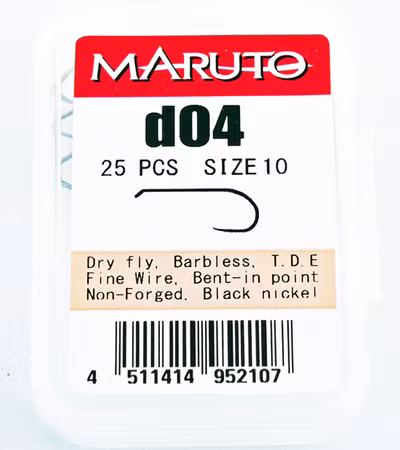 MARUTO
d04
25 PCS SIZE 10
Dry fly, Barbless, T.D.E
Fine Wire, Bent-in point
Non-Forged, Black nickel
4 511414 952107